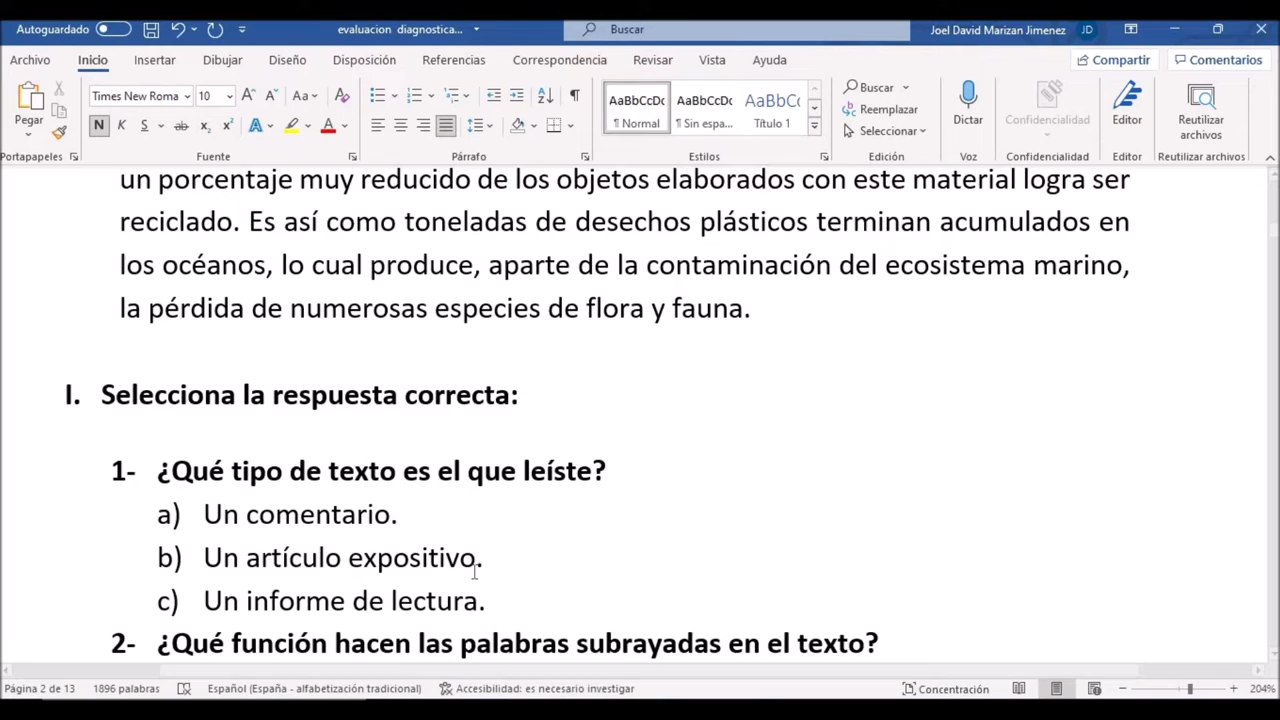 Autoguardado
evaluacion diagnostica...
Buscar
Joel David Marizan Jimenez
JD
Archivo Inicio Insertar Dibujar Diseño Disposición Referencias Correspondencia Revisar Vista Ayuda
Compartir
Comentarios
Pegar
Times New Roma
10
Aa
N K S ab x₂ x² A A
AaBbCcDc AaBbCcDc AaBbCc
¶ Normal ¶ Sin espa... Título 1
Buscar
Reemplazar
Seleccionar
Dictar
Confidencialidad
Editor
Reutilizar
archivos
Portapapeles Fuente Párrafo Estilos Edición Voz Confidencialidad Editor Reutilizar archivos
un porcentaje muy reducido de los objetos elaborados con este material logra ser
reciclado. Es así como toneladas de desechos plásticos terminan acumulados en
los océanos, lo cual produce, aparte de la contaminación del ecosistema marino,
la pérdida de numerosas especies de flora y fauna.
I. Selecciona la respuesta correcta:
1- ¿Qué tipo de texto es el que leíste?
a) Un comentario.
b) Un artículo expositivo.
c) Un informe de lectura.
2- ¿Qué función hacen las palabras subrayadas en el texto?
Página 2 de 13 1896 palabras Español (España - alfabetización tradicional) Accesibilidad: es necesario investigar Concentración 204%